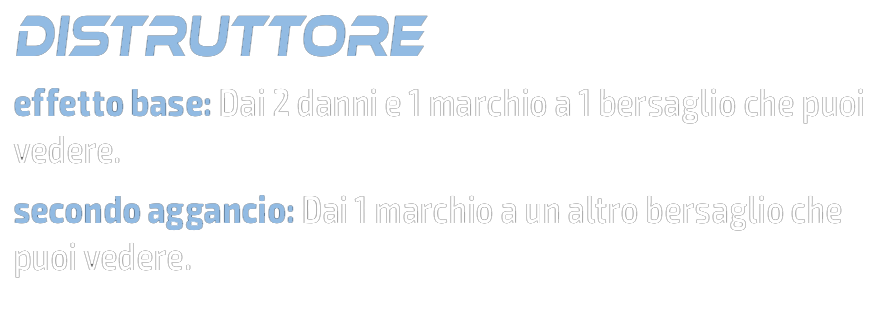 DISTRUTTORE
effetto base: Dai 2 danni e 1 marchio a 1 bersaglio che puoi
vedere.
secondo aggancio: Dai 1 marchio a un altro bersaglio che
puoi vedere.